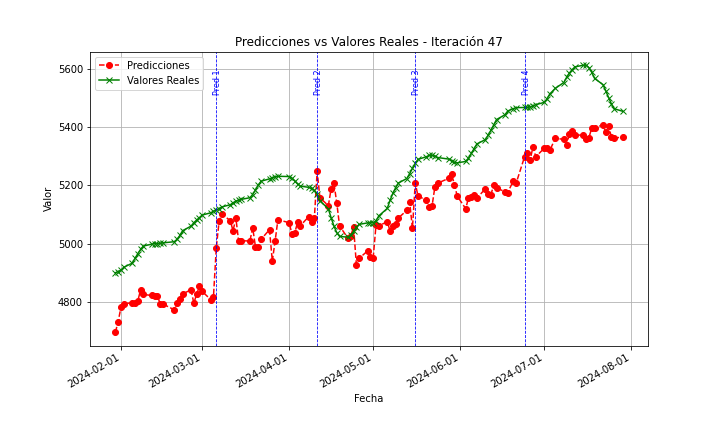 Predicciones vs Valores Reales - Iteración 47
Predicciones
Valores Reales
Pred 1
Pred 2
Pred 3
Pred 4
Valor
5600
5400
5200
5000
4800
2024-02-01
2024-03-01
2024-04-01
2024-05-01
2024-06-01
2024-07-01
2024-08-01
Fecha